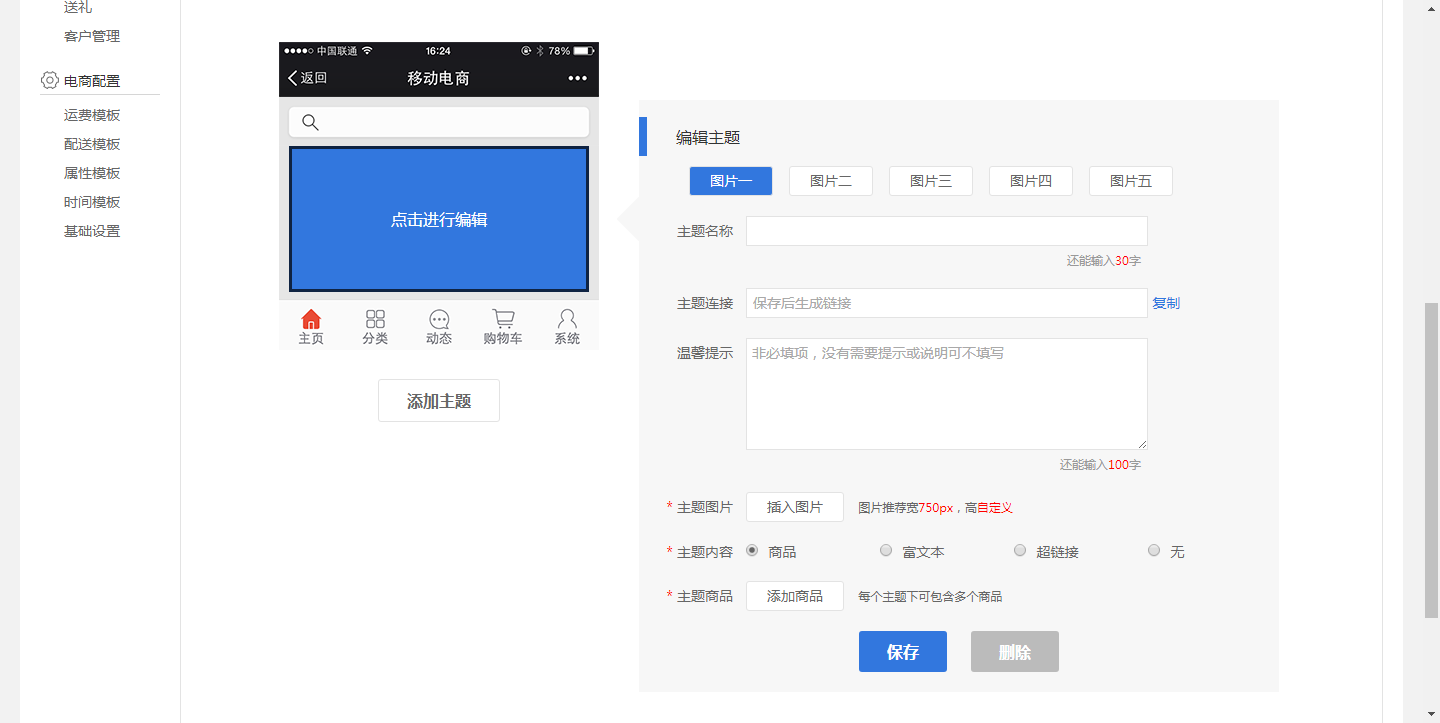 送礼
客户管理
电商配置
运费模板
配送模板
属性模板
时间模板
基础设置
中国联通 16:24 78%
返回 移动电商
点击进行编辑
主页 分类 动态 购物车 系统
添加主题
编辑主题
图片一 图片二 图片三 图片四 图片五
主题名称
还能输入30字
主题连接 保存后生成链接 复制
温馨提示 非必填项，没有需要提示或说明可不填写
还能输入100字
* 主题图片 插入图片 图片推荐宽750px，高自定义
* 主题内容 商品 富文本 超链接 无
* 主题商品 添加商品 每个主题下可包含多个商品
保存 删除